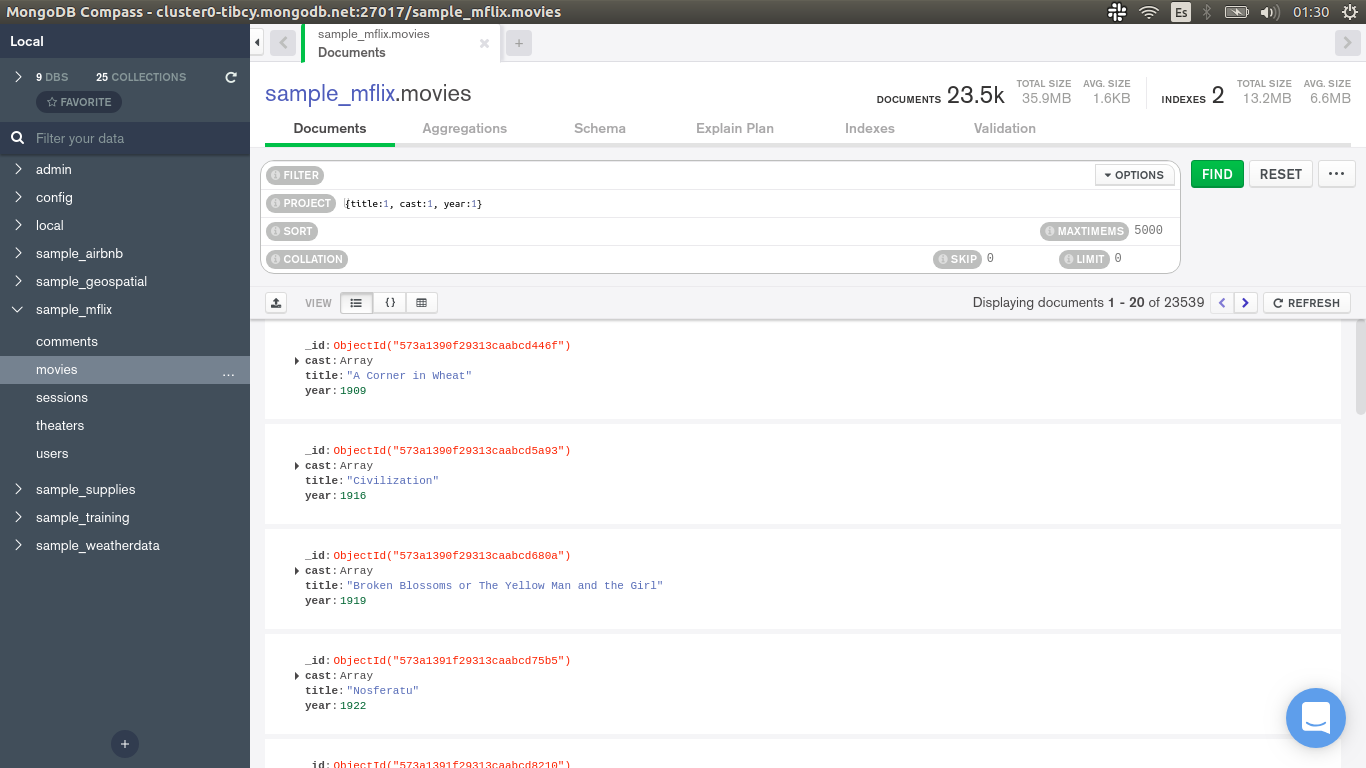 MongoDB Compass - cluster0-tibcy.mongodb.net:27017/sample_mflix.movies
Es
01:30
Local
9 DBS 25 COLLECTIONS
FAVORITE
Filter your data
admin
config
local
sample_airbnb
sample_geospatial
sample_mflix
comments
movies ...
sessions
theaters
users
sample_supplies
sample_training
sample_weatherdata
+
sample_mflix.movies
Documents
+
sample_mflix.movies
DOCUMENTS 23.5k
TOTAL SIZE
35.9MB
AVG. SIZE
1.6KB
INDEXES 2
TOTAL SIZE
13.2MB
AVG. SIZE
6.6MB
Documents Aggregations Schema Explain Plan Indexes Validation
FILTER
OPTIONS
FIND RESET ...
PROJECT {title:1, cast:1, year:1}
SORT
MAXTIMEMS 5000
COLLATION
SKIP 0
LIMIT 0
VIEW
{}
Displaying documents 1 - 20 of 23539
REFRESH
_id: ObjectId("573a1390f29313caabcd446f")
cast: Array
title: "A Corner in Wheat"
year: 1909
_id: ObjectId("573a1390f29313caabcd5a93")
cast: Array
title: "Civilization"
year: 1916
_id: ObjectId("573a1390f29313caabcd680a")
cast: Array
title: "Broken Blossoms or The Yellow Man and the Girl"
year: 1919
_id: ObjectId("573a1391f29313caabcd75b5")
cast: Array
title: "Nosferatu"
year: 1922
_id: ObjectId("573a1391f29313caabcd8210")